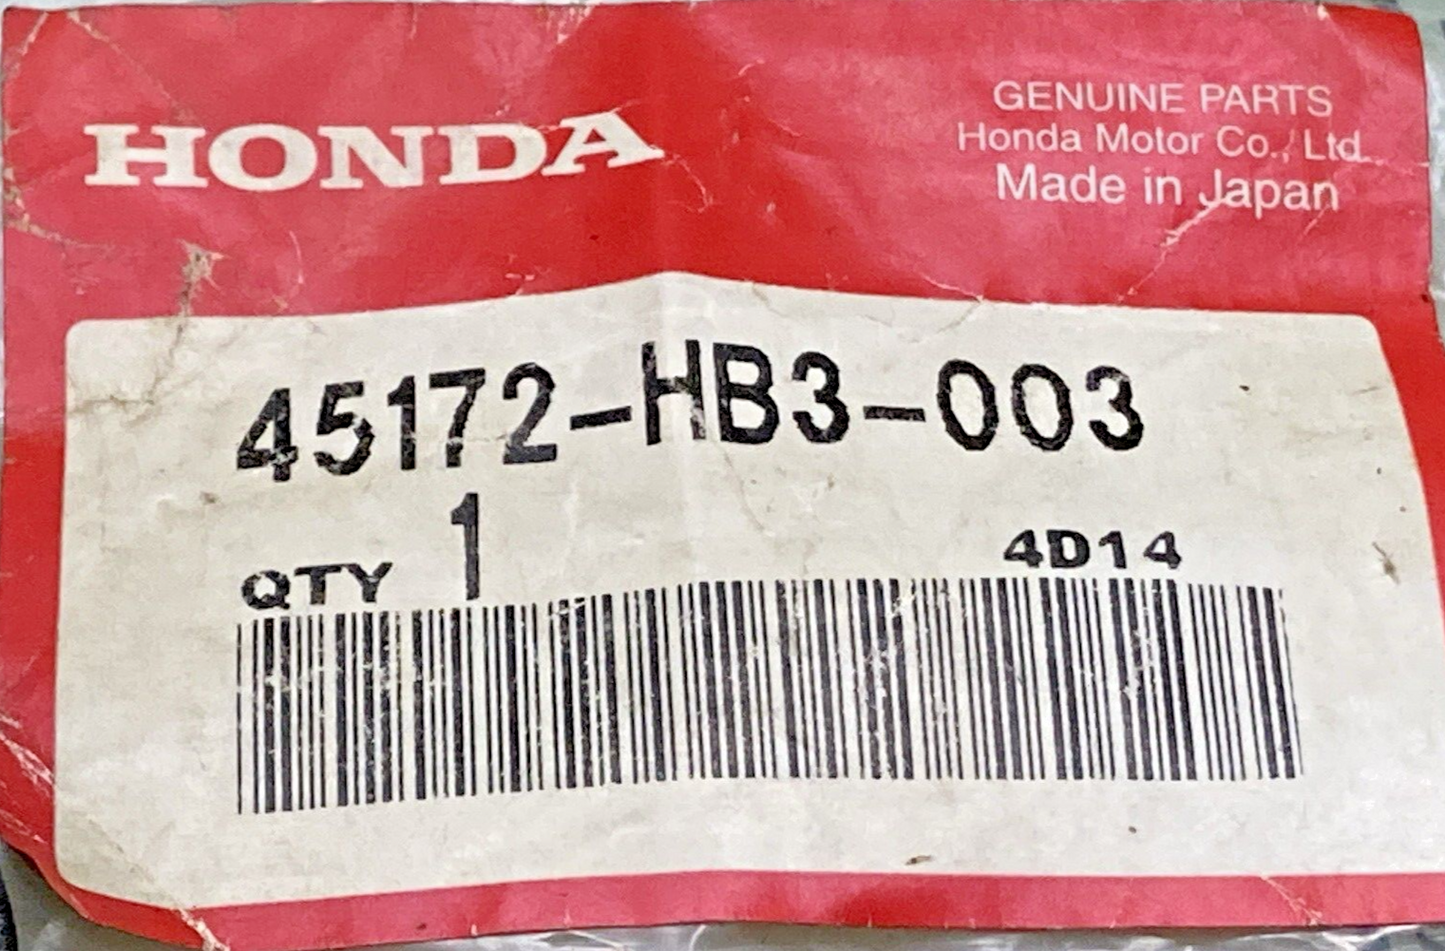 HONDA
GENUINE PARTS
Honda Motor Co., Ltd.
Made in Japan
45172-HB3-003
QTY 1
4D14